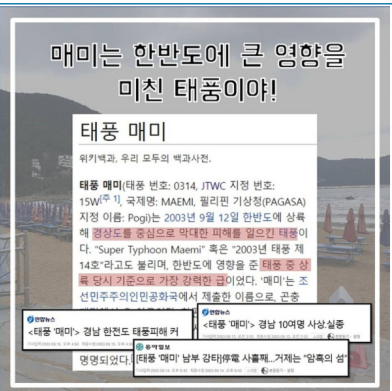 매미는 한반도에 큰 영향을
미친 태풍이야!
태풍 매미
위키백과, 우리 모두의 백과사전.
태풍 매미(태풍 번호: 0314, JTWC 지정 번호:
15W[주 1], 국제명: MAEMI, 필리핀 기상청(PAGASA)
지정 이름: Pogi)는 2003년 9월 12일 한반도에 상륙
해 경상도를 중심으로 막대한 피해를 일으킨 태풍이
다. "Super Typhoon Maemi" 혹은 "2003년 태풍 제
14호"라고도 불리며, 한반도에 영향을 준 태풍 중 상
륙 당시 기준으로 가장 강력한 급이었다. '매미'는 조
선민주주의인민공화국에서 제출한 이름으로, 곤충
연합뉴스
<태풍 '매미'> 경남 한전도 태풍피해 커
연합뉴스
<태풍 '매미'> 경남 10여명 사상.실종
동아일보
[태풍 '매미' 남부 강타]停電 사흘째…거제는 "암흑의 섬"
명명되었다.